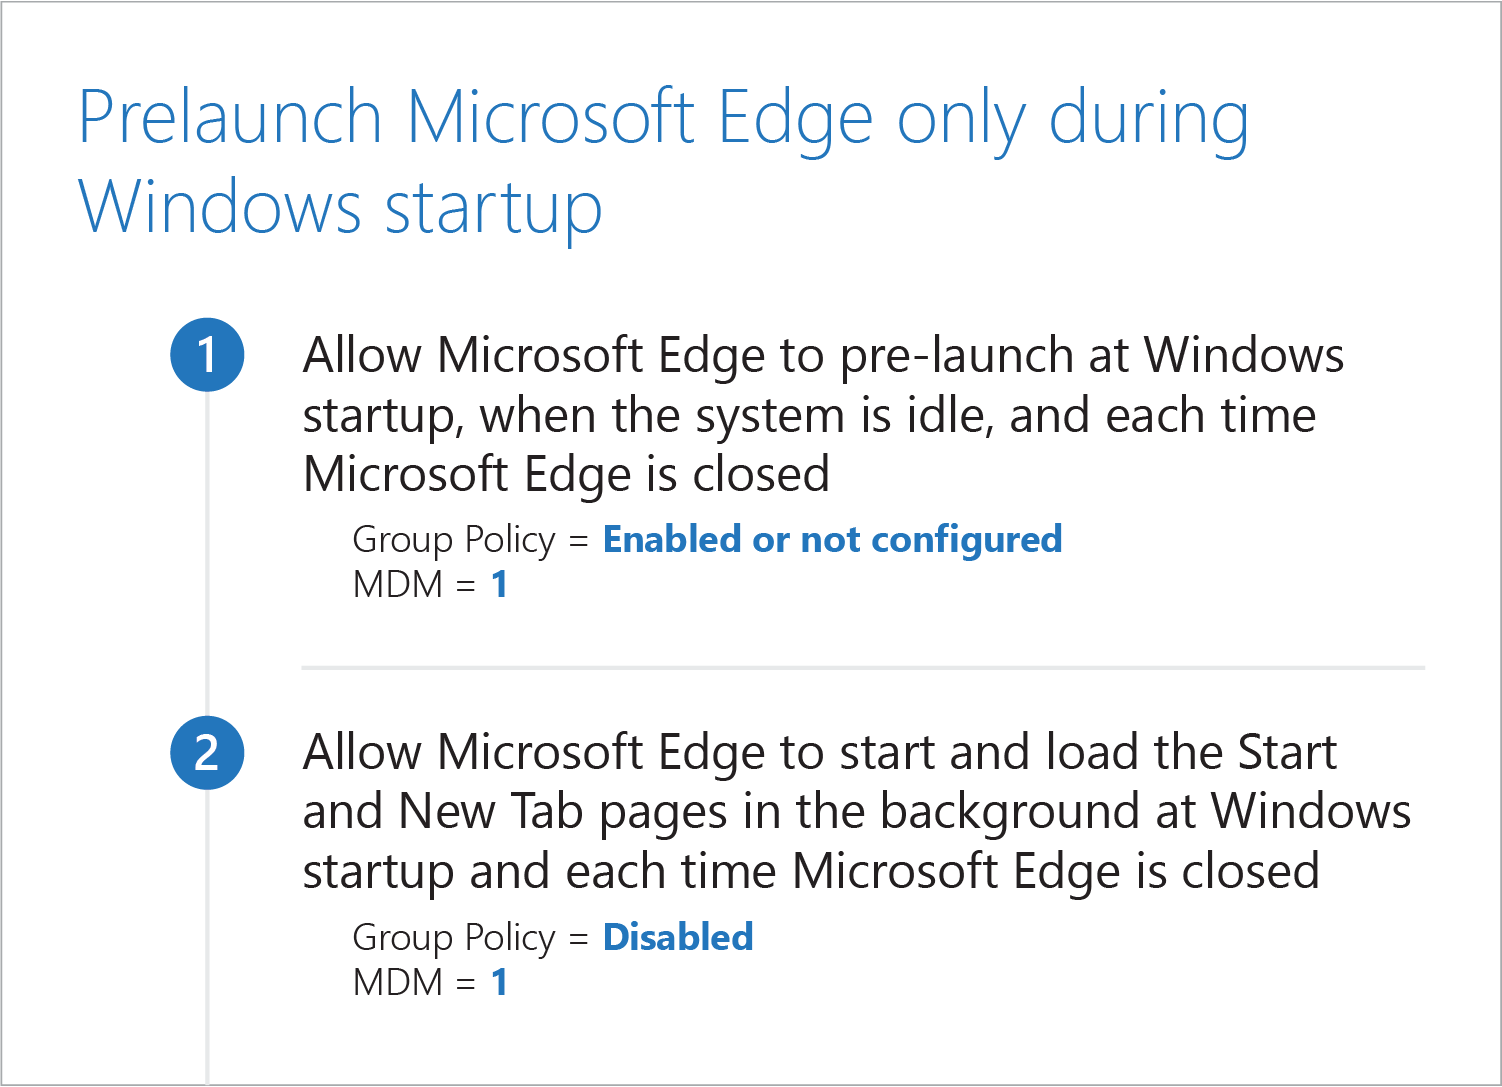 Prelaunch Microsoft Edge only during
Windows startup
1
Allow Microsoft Edge to pre-launch at Windows
startup, when the system is idle, and each time
Microsoft Edge is closed
Group Policy = Enabled or not configured
MDM = 1
2
Allow Microsoft Edge to start and load the Start
and New Tab pages in the background at Windows
startup and each time Microsoft Edge is closed
Group Policy = Disabled
MDM = 1